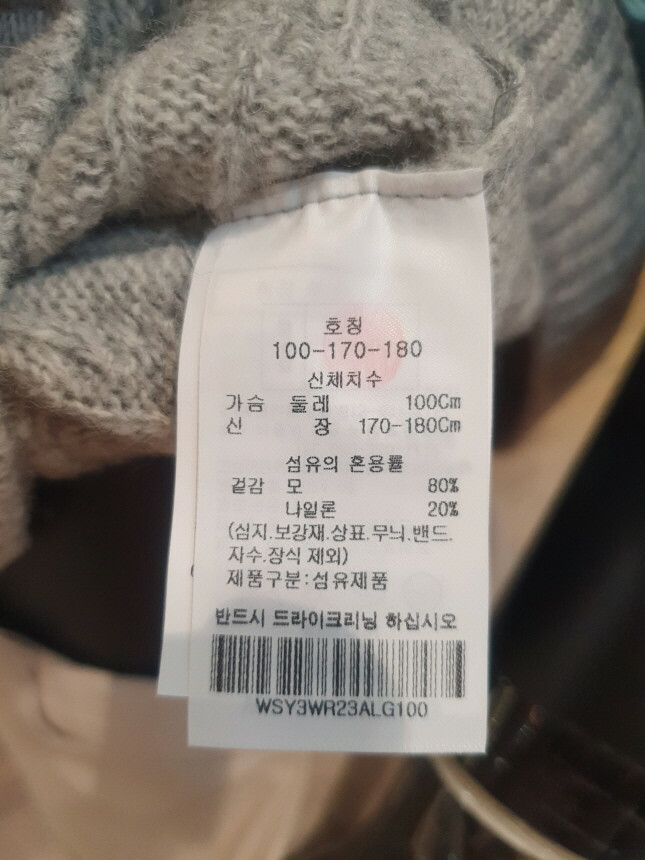 호칭
100-170-180
신체치수
가슴 둘레 100Cm
신 장 170-180Cm
섬유의 혼용률
겉감 모 80%
나일론 20%
(심지.보강재.상표.무늬.밴드.
자수.장식 제외)
제품구분:섬유제품
반드시 드라이크리닝 하십시오
WSY3WR23ALG100